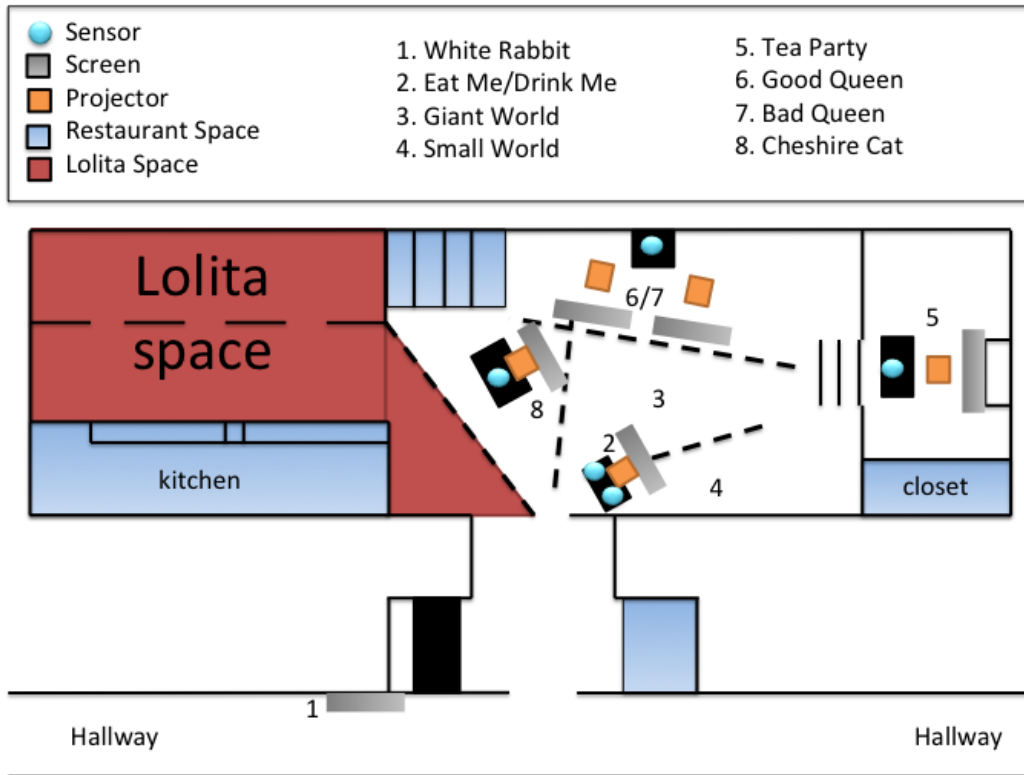 Sensor
Screen
Projector
Restaurant Space
Lolita Space
1. White Rabbit
2. Eat Me/Drink Me
3. Giant World
4. Small World
5. Tea Party
6. Good Queen
7. Bad Queen
8. Cheshire Cat
Lolita
space
kitchen
6/7
5
8
3
2
4
closet
1
Hallway
Hallway